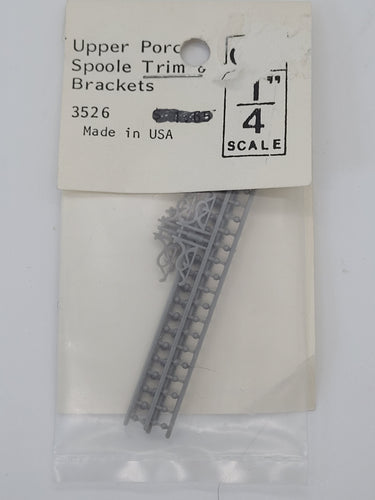 Upper Porc
Spoole Trim &
Brackets
3526
Made in USA
1"
4
SCALE